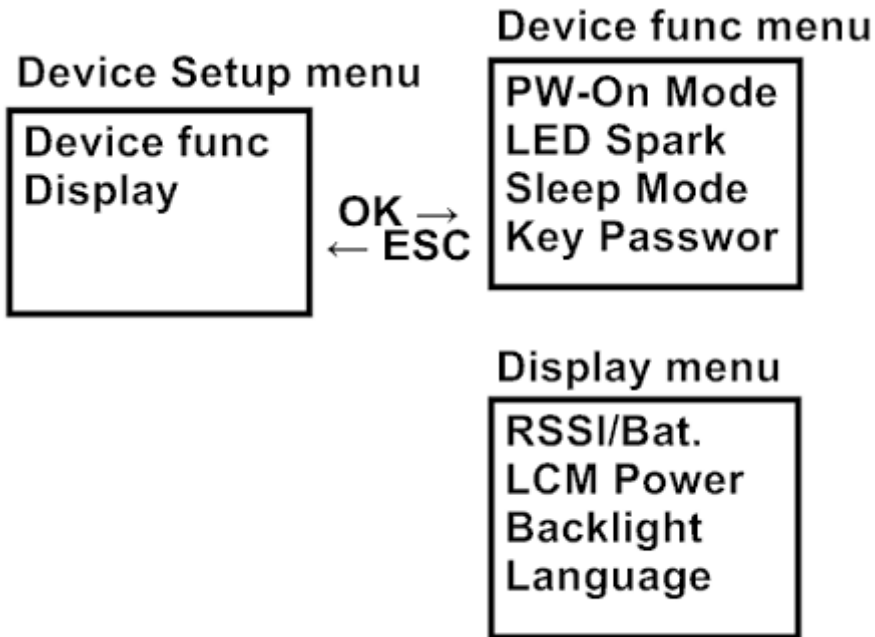 Device Setup menu
Device func
Display
OK →
← ESC
Device func menu
PW-On Mode
LED Spark
Sleep Mode
Key Passwor
Display menu
RSSI/Bat.
LCM Power
Backlight
Language